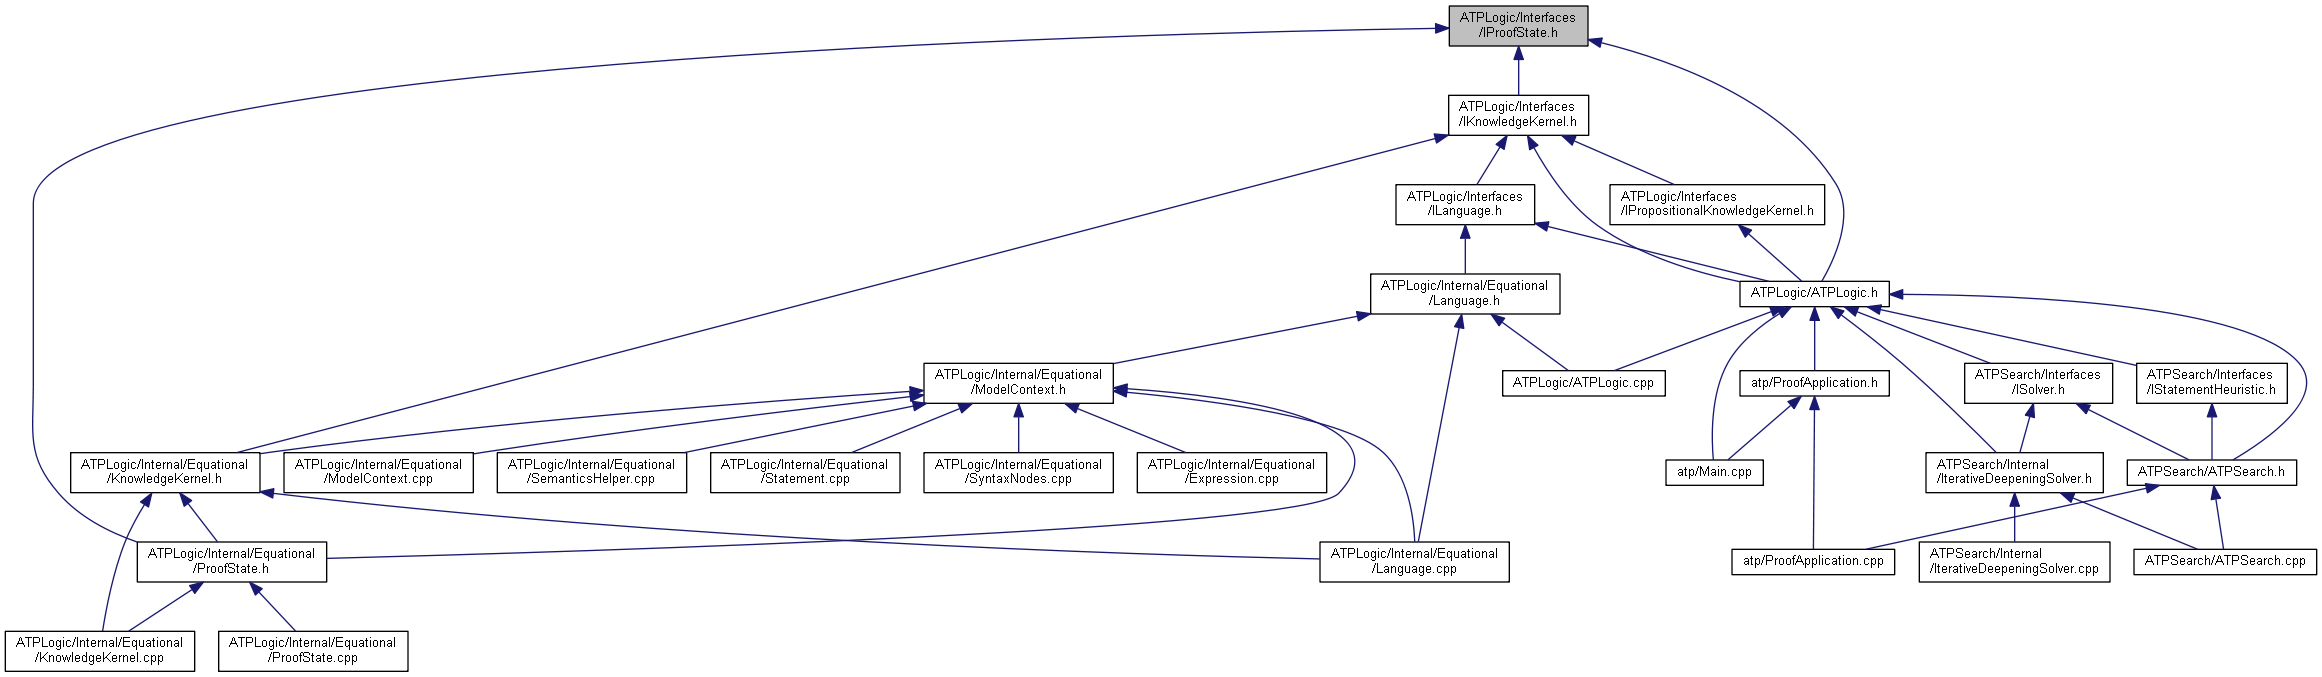 ATPLogic/Interfaces
/IProofState.h
ATPLogic/Interfaces
/IKnowledgeKernel.h
ATPLogic/Interfaces
/ILanguage.h
ATPLogic/Interfaces
/IPropositionalKnowledgeKernel.h
ATPLogic/Internal/Equational
/Language.h
ATPLogic/ATPLogic.h
ATPLogic/Internal/Equational
/ModelContext.h
ATPLogic/ATPLogic.cpp
atp/ProofApplication.h
ATPSearch/Interfaces
/ISolver.h
ATPSearch/Interfaces
/IStatementHeuristic.h
ATPLogic/Internal/Equational
/KnowledgeKernel.h
ATPLogic/Internal/Equational
/ModelContext.cpp
ATPLogic/Internal/Equational
/SemanticsHelper.cpp
ATPLogic/Internal/Equational
/Statement.cpp
ATPLogic/Internal/Equational
/SyntaxNodes.cpp
ATPLogic/Internal/Equational
/Expression.cpp
atp/Main.cpp
ATPSearch/Internal
/IterativeDeepeningSolver.h
ATPSearch/ATPSearch.h
ATPLogic/Internal/Equational
/ProofState.h
ATPLogic/Internal/Equational
/Language.cpp
atp/ProofApplication.cpp
ATPSearch/Internal
/IterativeDeepeningSolver.cpp
ATPSearch/ATPSearch.cpp
ATPLogic/Internal/Equational
/KnowledgeKernel.cpp
ATPLogic/Internal/Equational
/ProofState.cpp